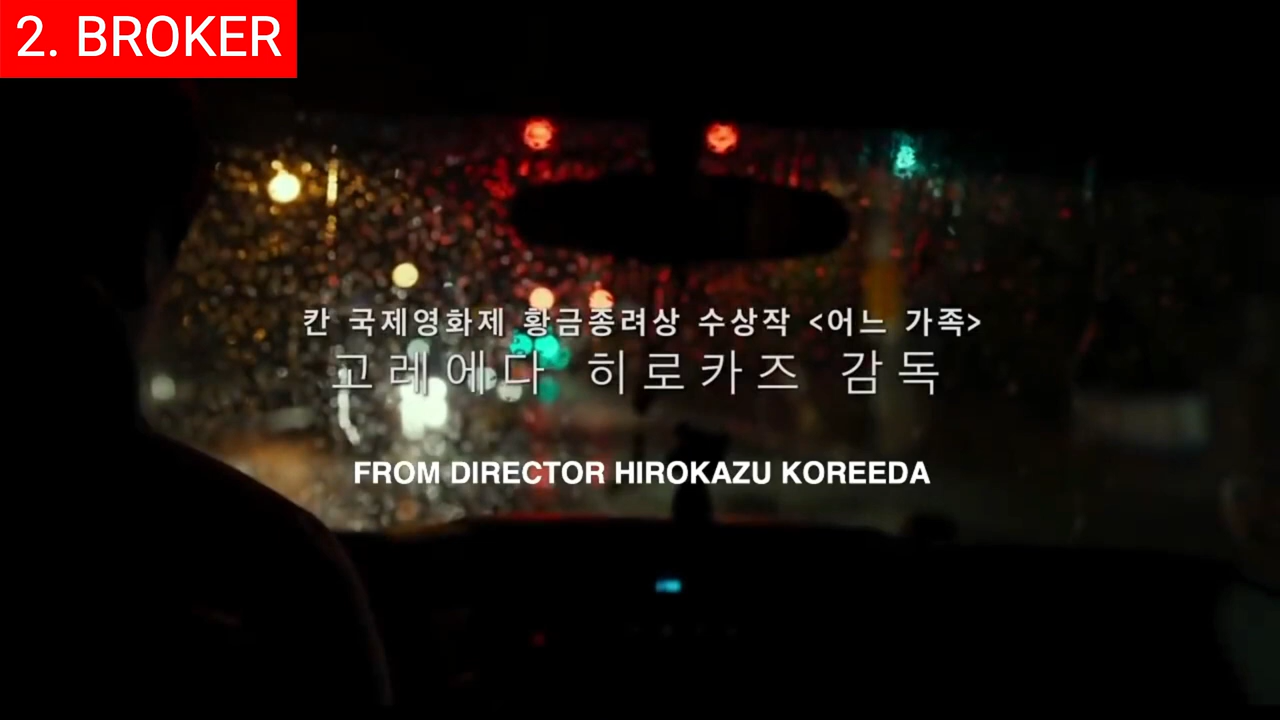 2. BROKER
칸 국제영화제 황금종려상 수상작 <어느 가족>
고레에다 히로카즈 감독
FROM DIRECTOR HIROKAZU KOREEDA